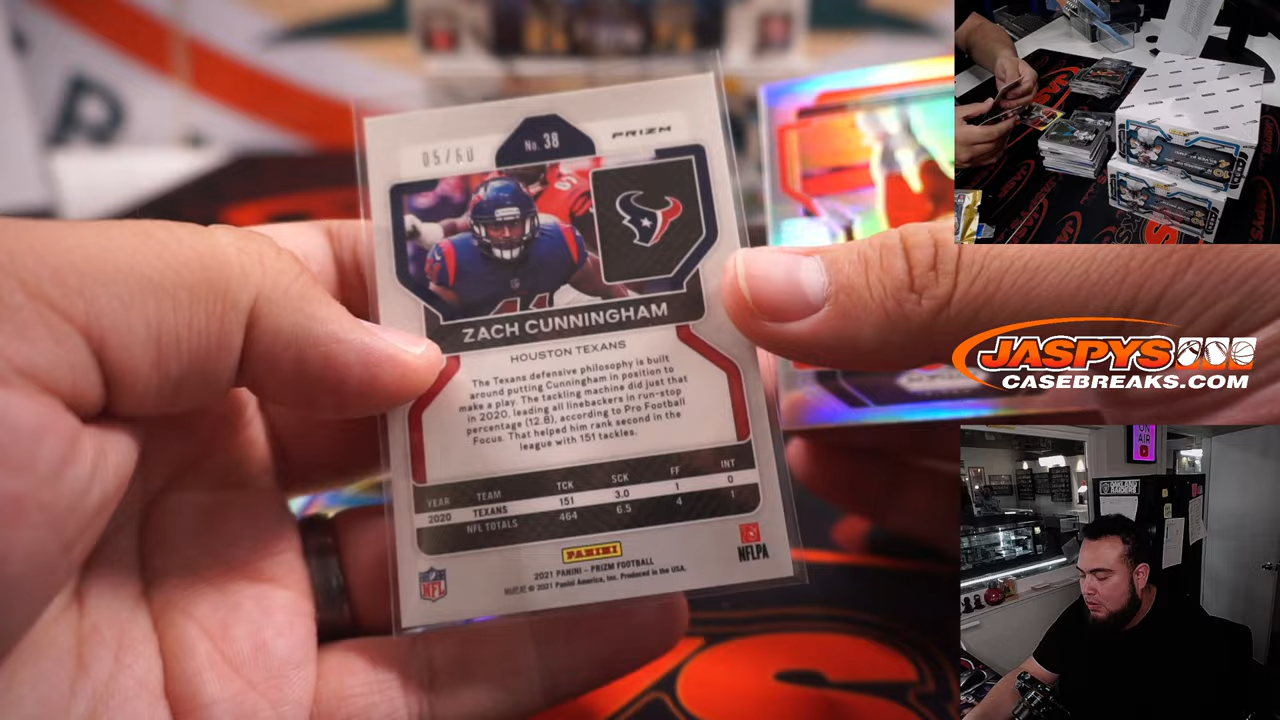 05/60
No. 38
PRIZM
ZACH CUNNINGHAM
HOUSTON TEXANS
The Texans defensive philosophy is built
around putting Cunningham in position to
make a play. The tackling machine did just that
in 2020, leading all linebackers in run-stop
percentage (12.8), according to Pro Football
Focus. That helped him rank second in the
league with 151 tackles.
YEAR TEAM TCK SCK FF INT
2020 TEXANS 151 3.0 1 0
NFL TOTALS 464 6.5 4 1
PANINI
NFL
NFLPA
2021 PANINI – PRIZM FOOTBALL
© 2021 Panini America, Inc. Produced in the USA.
JASPYS
CASEBREAKS.COM
ON
AIR
OAKLAND
RAIDERS